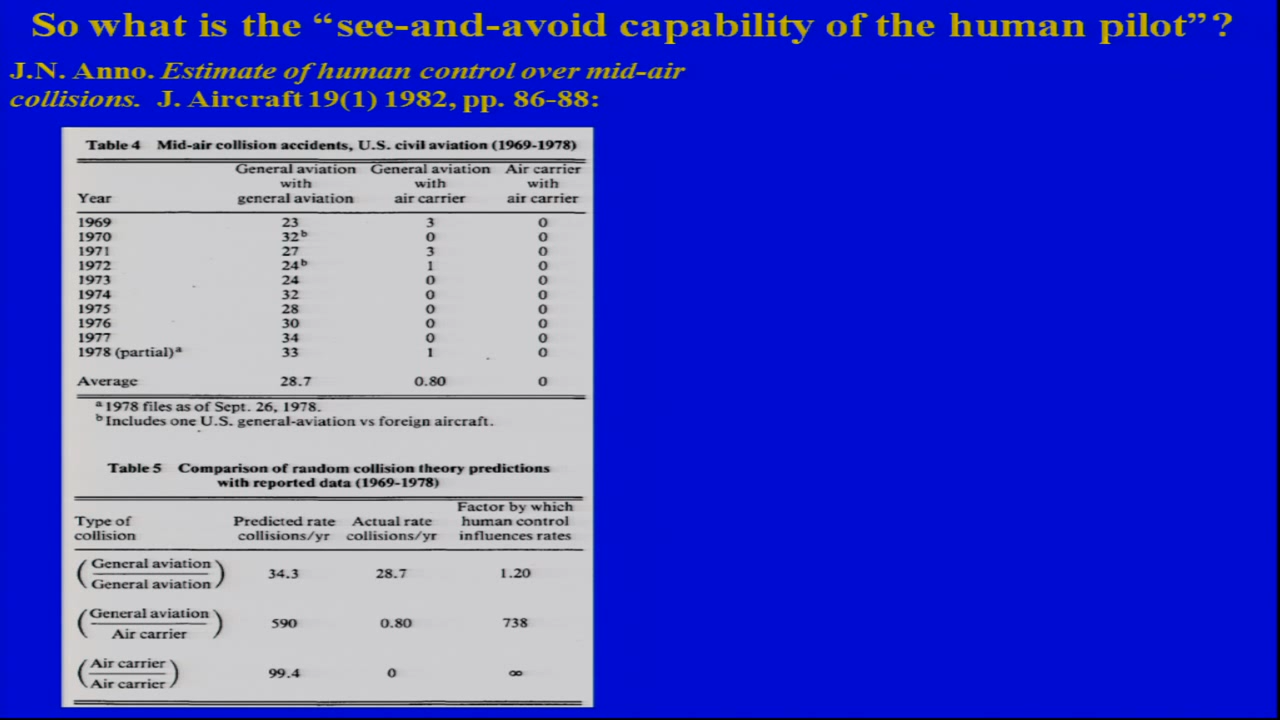 So what is the “see-and-avoid capability of the human pilot”?
J.N. Anno. Estimate of human control over mid-air
collisions. J. Aircraft 19(1) 1982, pp. 86-88:
Table 4 Mid-air collision accidents, U.S. civil aviation (1969-1978)
General aviation General aviation Air carrier
with with with
Year general aviation air carrier air carrier
1969 23 3 0
1970 32b 0 0
1971 27 3 0
1972 24b 1 0
1973 24 0 0
1974 32 0 0
1975 28 0 0
1976 30 0 0
1977 34 0 0
1978 (partial)a 33 1 0
Average 28.7 0.80 0
a 1978 files as of Sept. 26, 1978.
b Includes one U.S. general-aviation vs foreign aircraft.
Table 5 Comparison of random collision theory predictions
with reported data (1969-1978)
Factor by which
Type of Predicted rate Actual rate human control
collision collisions/yr collisions/yr influences rates
(General aviation
General aviation) 34.3 28.7 1.20
(General aviation
Air carrier) 590 0.80 738
(Air carrier
Air carrier) 99.4 0 ∞